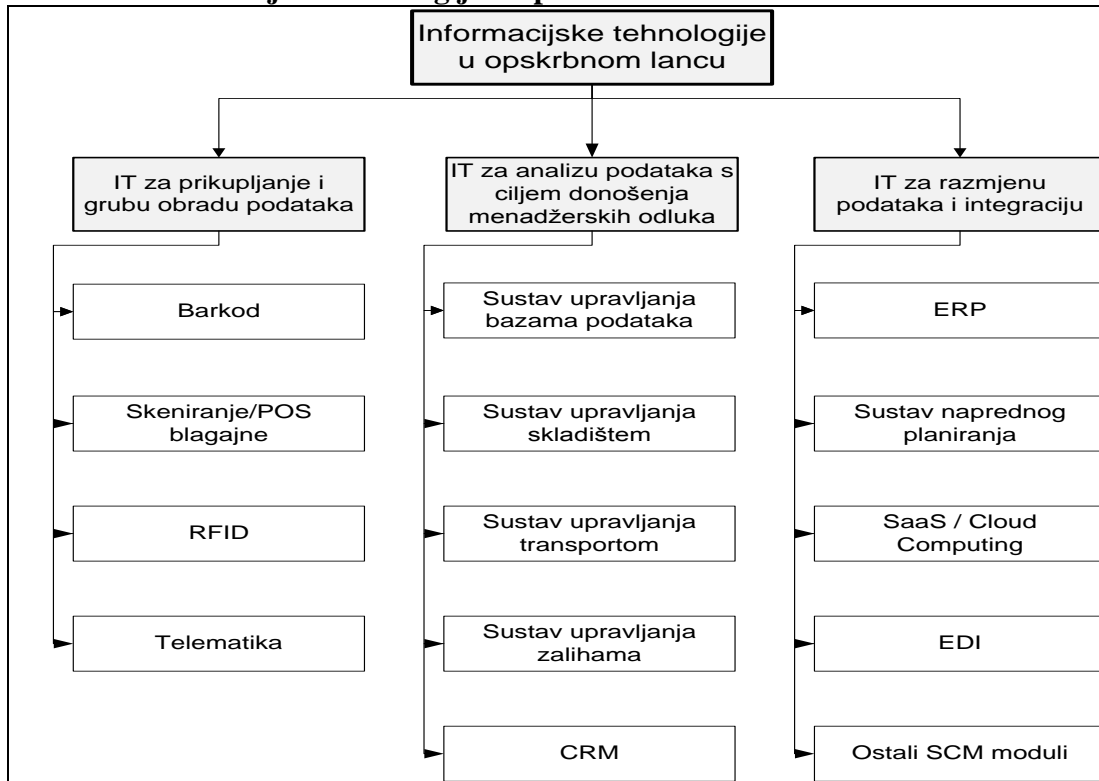 Informacijske tehnologije
u opskrbnom lancu
IT za prikupljanje i
grubu obradu podataka
IT za analizu podataka s
ciljem donošenja
menadžerskih odluka
IT za razmjenu
podataka i integraciju
Barkod
Skeniranje/POS
blagajne
RFID
Telematika
Sustav upravljanja
bazama podataka
Sustav upravljanja
skladištem
Sustav upravljanja
transportom
Sustav upravljanja
zalihama
CRM
ERP
Sustav naprednog
planiranja
SaaS / Cloud
Computing
EDI
Ostali SCM moduli